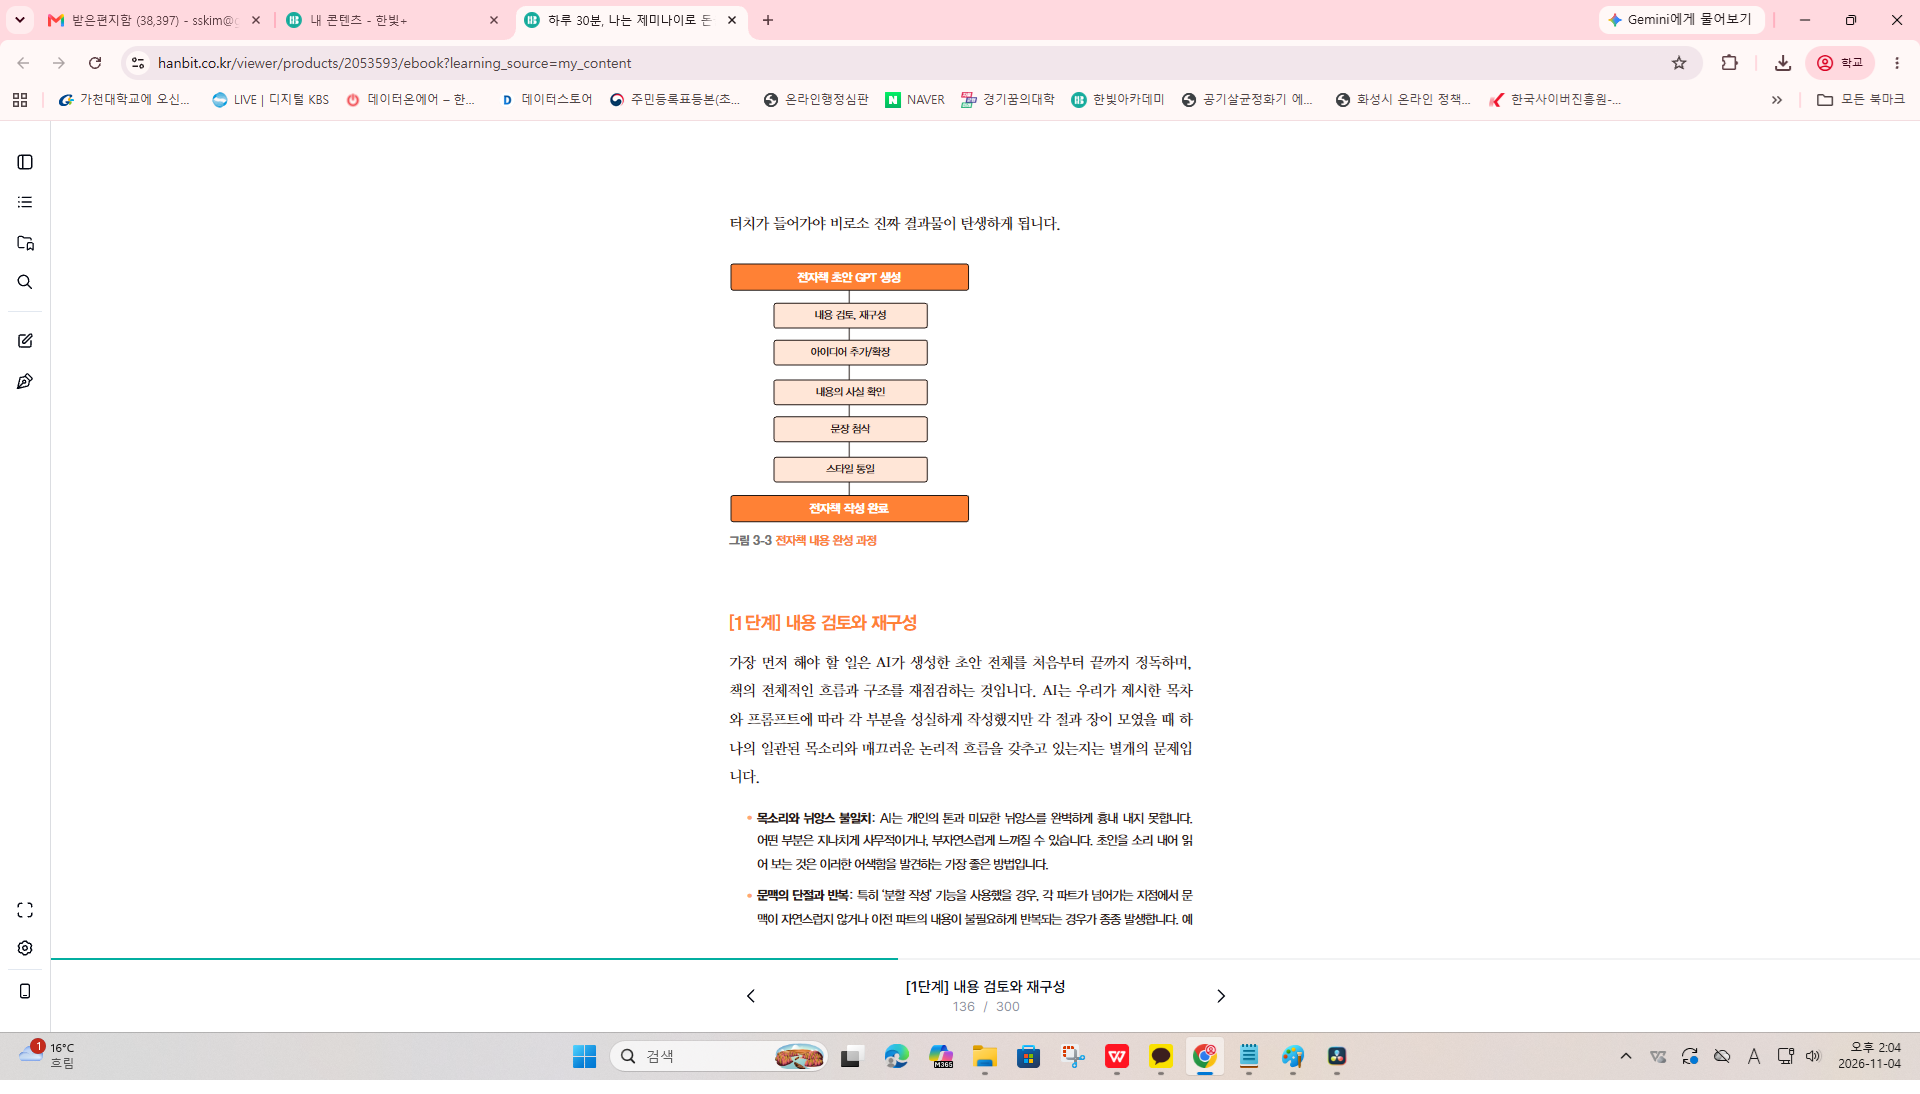 받은편지함 (38,397) - sskim@g
내 콘텐츠 - 한빛+
하루 30분, 나는 제미나이로 돈
Gemini에게 물어보기
hanbit.co.kr/viewer/products/2053593/ebook?learning_source=my_content
학교
가천대학교에 오신...
LIVE | 디지털 KBS
데이터온에어 – 한...
데이터스토어
주민등록표등본(초...
온라인행정심판
NAVER
경기꿈의대학
한빛아카데미
공기살균정화기 에...
화성시 온라인 정책...
한국사이버진흥원-...
모든 북마크
터치가 들어가야 비로소 진짜 결과물이 탄생하게 됩니다.
전자책 초안 GPT 생성
내용 검토, 재구성
아이디어 추가/확장
내용의 사실 확인
문장 첨삭
스타일 통일
전자책 작성 완료
그림 3-3 전자책 내용 완성 과정
[1단계] 내용 검토와 재구성
가장 먼저 해야 할 일은 AI가 생성한 초안 전체를 처음부터 끝까지 정독하며,
책의 전체적인 흐름과 구조를 재점검하는 것입니다. AI는 우리가 제시한 목차
와 프롬프트에 따라 각 부분을 성실하게 작성했지만 각 절과 장이 모였을 때 하
나의 일관된 목소리와 매끄러운 논리적 흐름을 갖추고 있는지는 별개의 문제입
니다.
• 목소리와 뉘앙스 불일치: AI는 개인의 톤과 미묘한 뉘앙스를 완벽하게 흉내 내지 못합니다.
어떤 부분은 지나치게 사무적이거나, 부자연스럽게 느껴질 수 있습니다. 초안을 소리 내어 읽
어 보는 것은 이러한 어색함을 발견하는 가장 좋은 방법입니다.
• 문맥의 단절과 반복: 특히 '분할 작성' 기능을 사용했을 경우, 각 파트가 넘어가는 지점에서 문
맥이 자연스럽지 않거나 이전 파트의 내용이 불필요하게 반복되는 경우가 종종 발생합니다. 예
[1단계] 내용 검토와 재구성
136 / 300
1
16°C
흐림
검색
M365
A
오후 2:04
2026-11-04